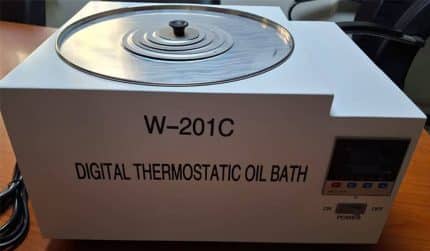 W-201C
DIGITAL THERMOSTATIC OIL BATH
ON OFF
POWER